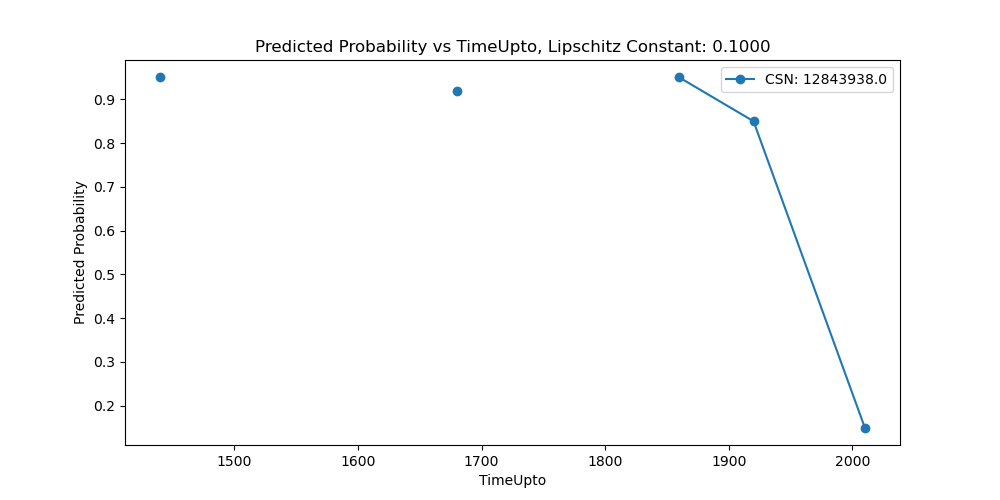 Predicted Probability vs TimeUpto, Lipschitz Constant: 0.1000
CSN: 12843938.0
0.9
0.8
0.7
0.6
0.5
0.4
0.3
0.2
Predicted Probability
1500 1600 1700 1800 1900 2000
TimeUpto